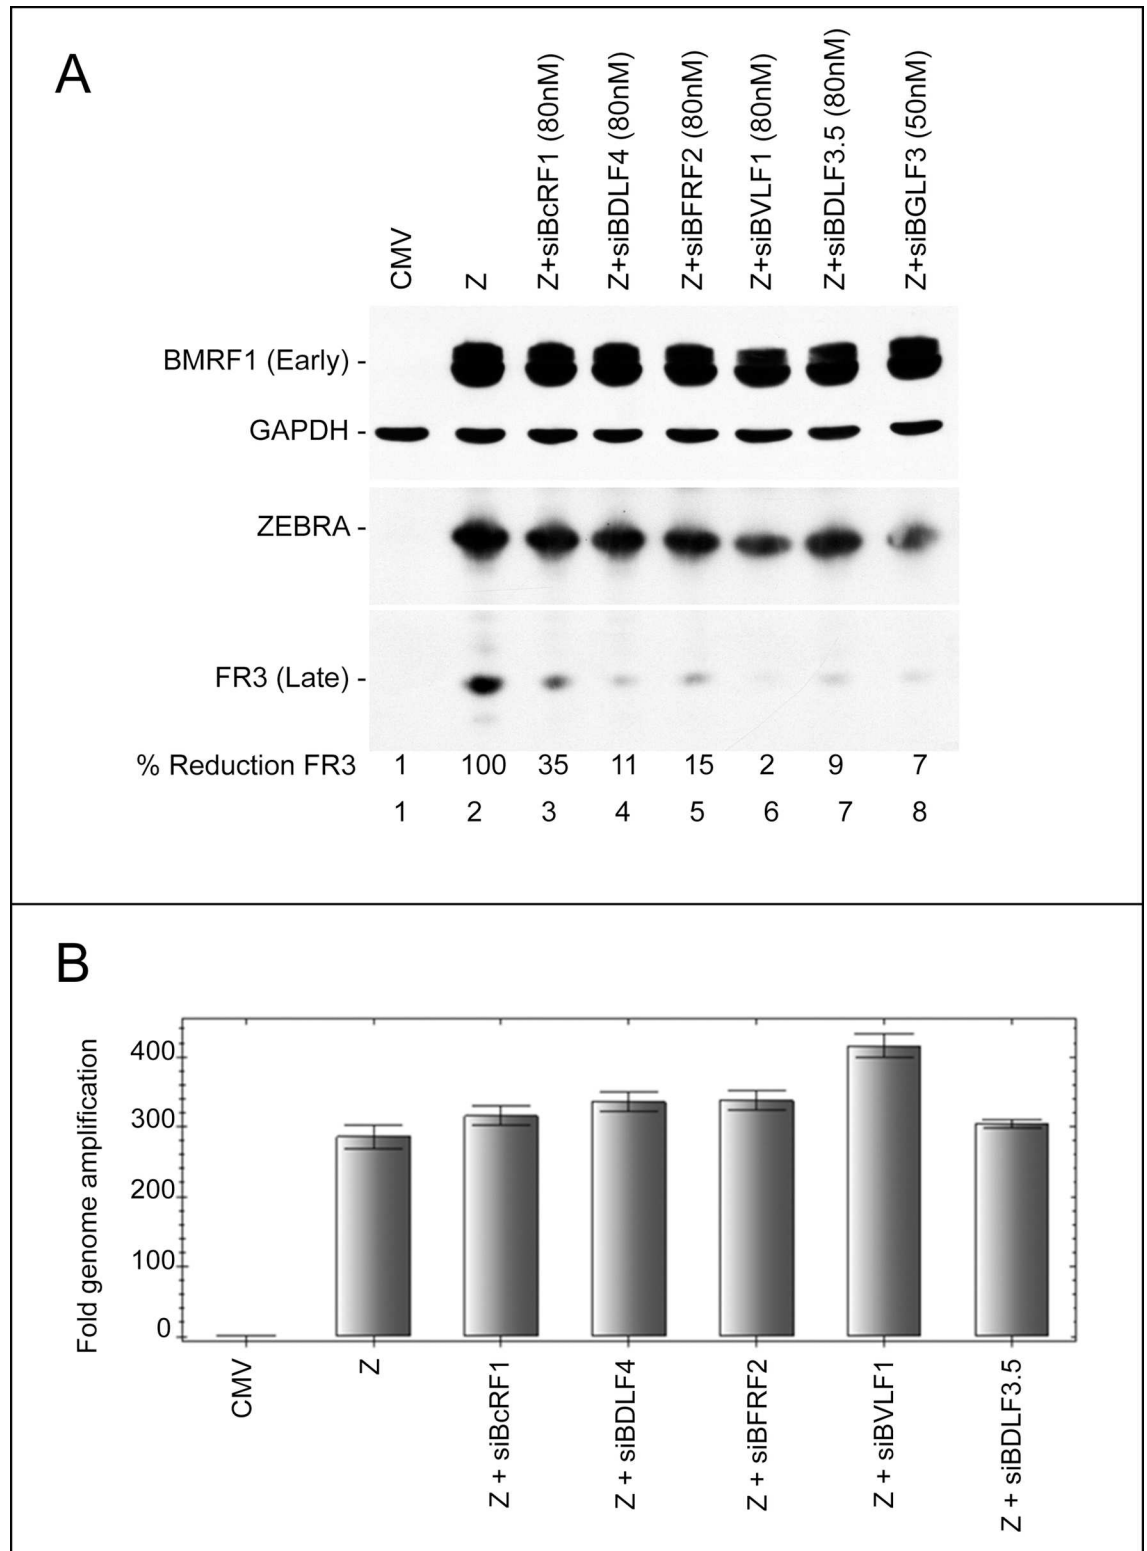 A
CMV
Z
Z+siBcRF1 (80nM)
Z+siBDLF4 (80nM)
Z+siBFRF2 (80nM)
Z+siBVLF1 (80nM)
Z+siBDLF3.5 (80nM)
Z+siBGLF3 (50nM)
BMRF1 (Early) -
GAPDH -
ZEBRA -
FR3 (Late) -
% Reduction FR3 1 100 35 11 15 2 9 7
1 2 3 4 5 6 7 8
B
Fold genome amplification
400
300
200
100
0
CMV
Z
Z + siBcRF1
Z + siBDLF4
Z + siBFRF2
Z + siBVLF1
Z + siBDLF3.5